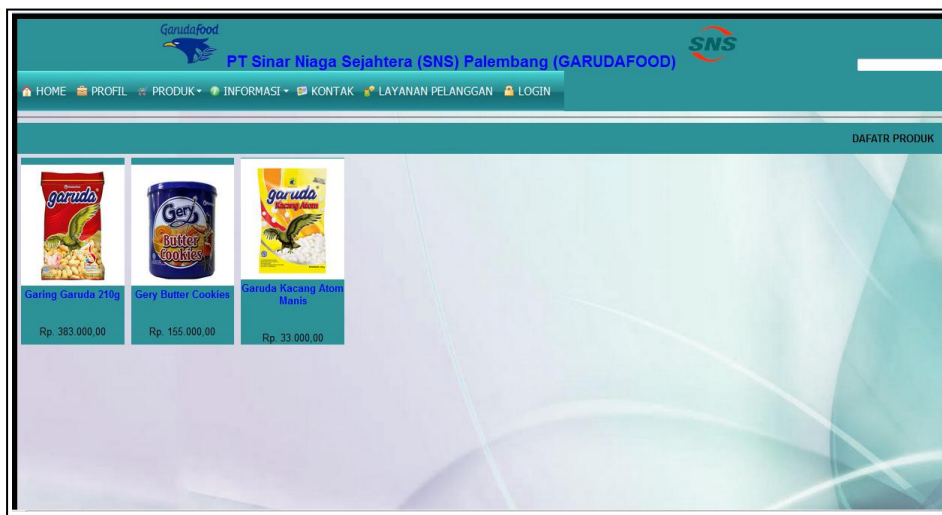 Garudafood
SNS
PT Sinar Niaga Sejahtera (SNS) Palembang (GARUDAFOOD)
HOME PROFIL PRODUK INFORMASI KONTAK LAYANAN PELANGGAN LOGIN
DAFATR PRODUK
garuda
Gery
Butter
Cookies
garuda
Kacang Atom
Garing Garuda 210g
Gery Butter Cookies
Garuda Kacang Atom
Manis
Rp. 383.000,00
Rp. 155.000,00
Rp. 33.000,00